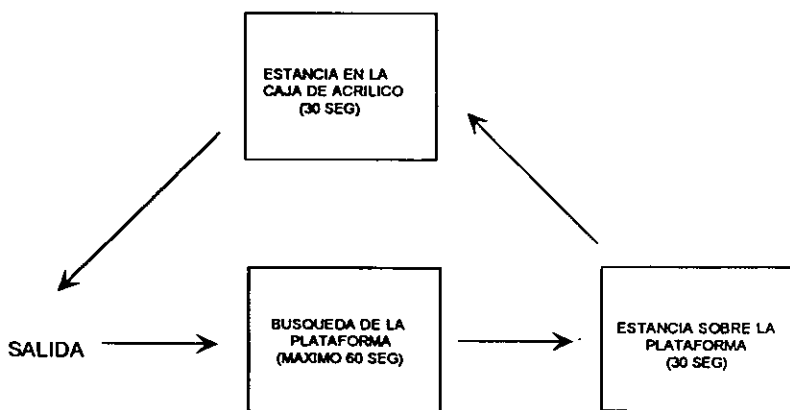 ESTANCIA EN LA
CAJA DE ACRILICO
(30 SEG)
SALIDA
BUSQUEDA DE LA
PLATAFORMA
(MAXIMO 60 SEG)
ESTANCIA SOBRE LA
PLATAFORMA
(30 SEG)